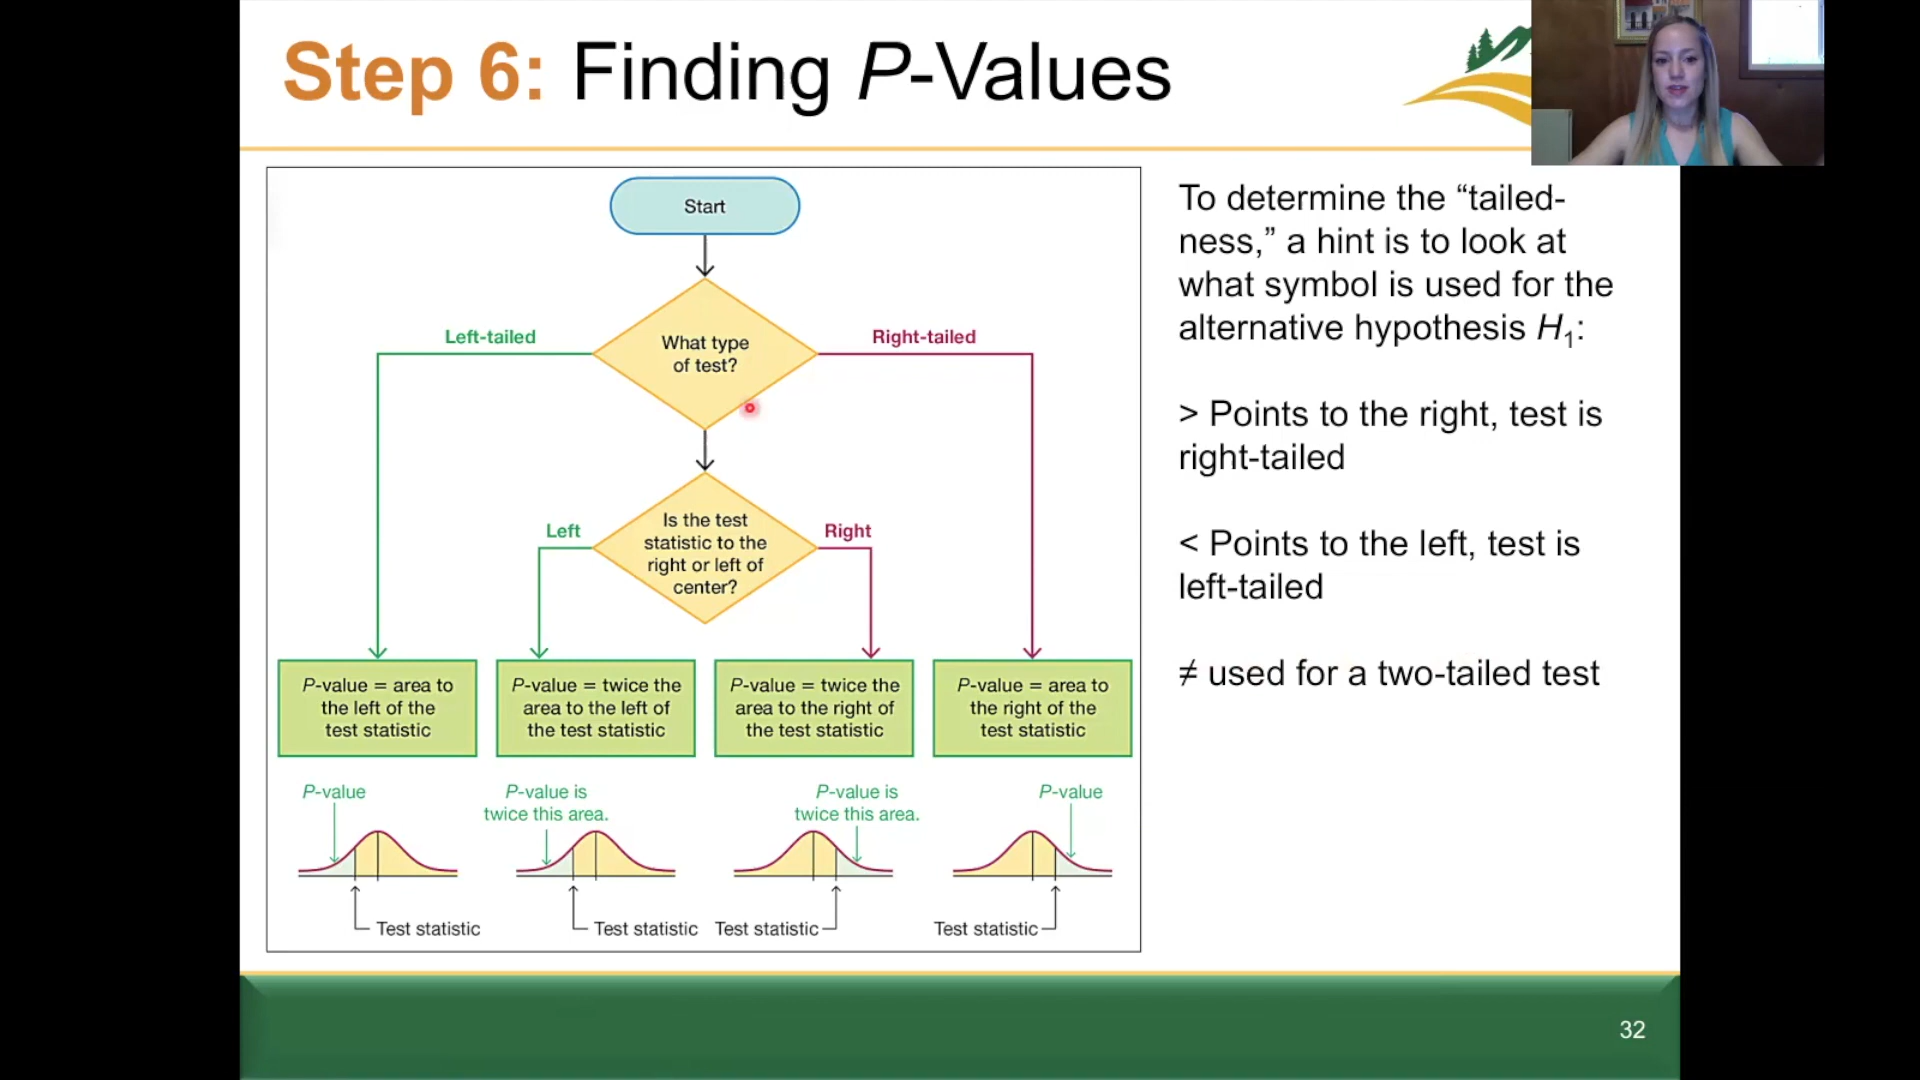 Step 6: Finding P-Values
Start
What type
of test?
Left-tailed
Right-tailed
Is the test
statistic to the
right or left of
center?
Left
Right
P-value = area to
the left of the
test statistic
P-value = twice the
area to the left of
the test statistic
P-value = twice the
area to the right of
the test statistic
P-value = area to
the right of the
test statistic
P-value
P-value is
twice this area.
P-value is
twice this area.
P-value
Test statistic
Test statistic
Test statistic
Test statistic
To determine the “tailed-
ness,” a hint is to look at
what symbol is used for the
alternative hypothesis H₁:
> Points to the right, test is
right-tailed
< Points to the left, test is
left-tailed
≠ used for a two-tailed test
32